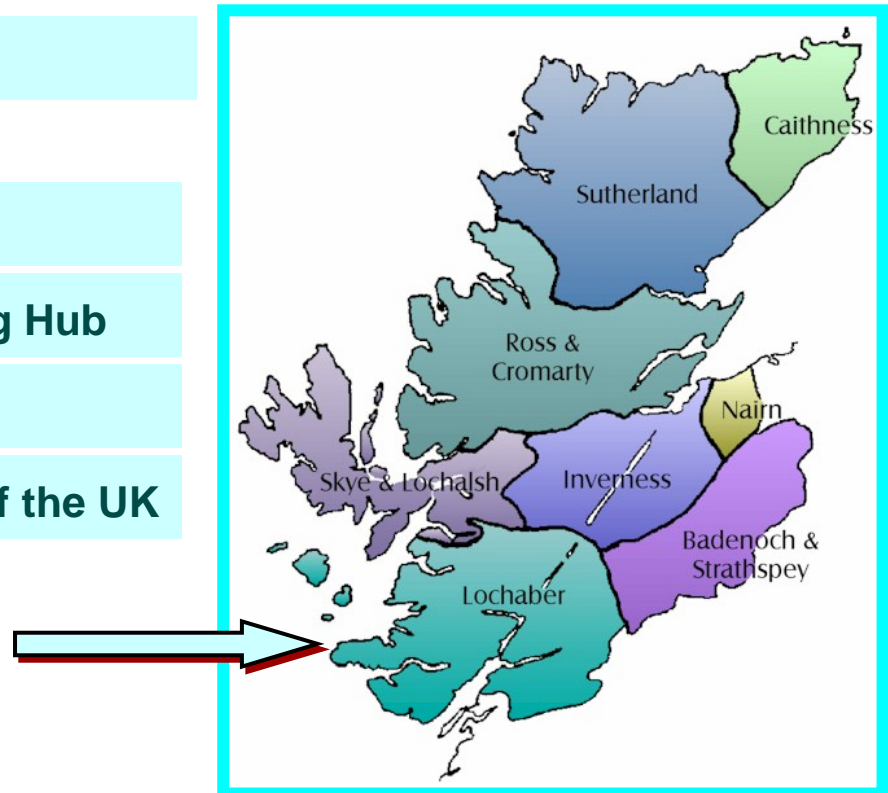 g Hub
f the UK
Caithness
Sutherland
Ross &
Cromarty
Nairn
Skye & Lochalsh
Inverness
Badenoch &
Strathspey
Lochaber